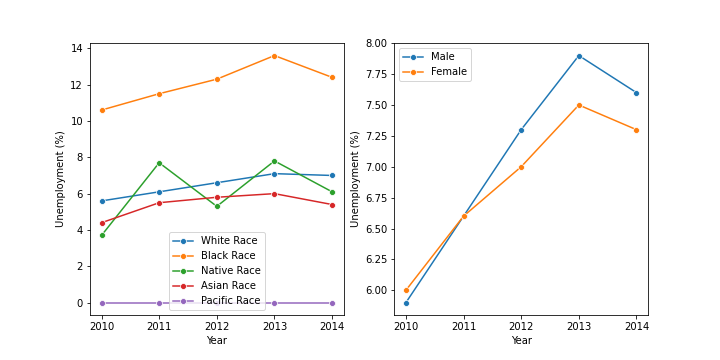 14
12
10
8
6
4
2
0
Unemployment (%)
White Race
Black Race
Native Race
Asian Race
Pacific Race
2010 2011 2012 2013 2014
Year
8.00
7.75
7.50
7.25
7.00
6.75
6.50
6.25
6.00
Unemployment (%)
Male
Female
2010 2011 2012 2013 2014
Year